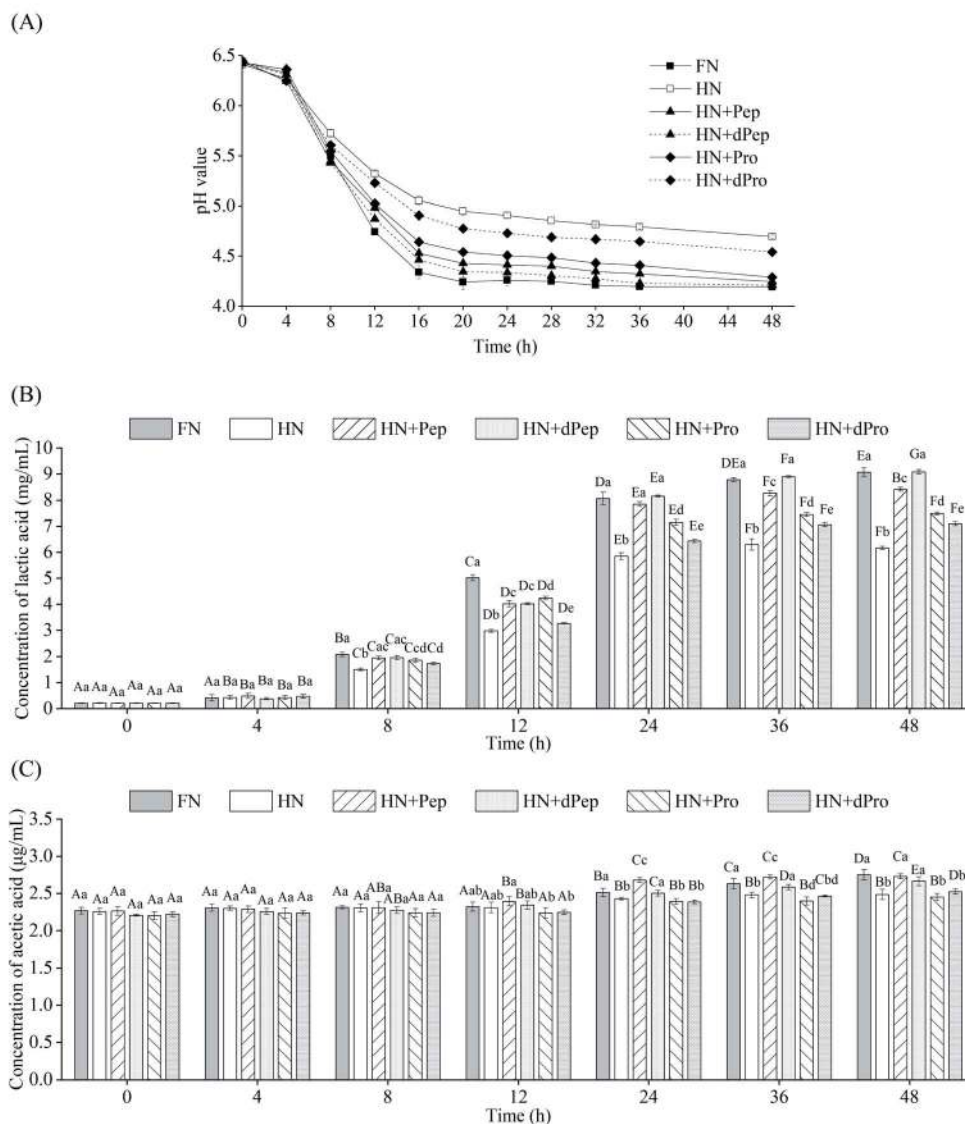 (A)
6.5
6.0
5.5
5.0
4.5
4.0
pH value
FN
HN
HN+Pep
HN+dPep
HN+Pro
HN+dPro
0 4 8 12 16 20 24 28 32 36 40 44 48
Time (h)
(B)
FN HN HN+Pep HN+dPep HN+Pro HN+dPro
Concentration of lactic acid (mg/mL)
10
9
8
7
6
5
4
3
2
1
0
Aa Aa Aa Aa Aa Aa
Aa Ba Ba Ba Ba Ba
Ba Cb Cac Cac Ccd Cd
Ca Db Dc Dc Dd De
Da Eb Ea Ea Ed Ee
DEa Fb Fc Fa Fd Fe
Ea Fb Bc Ga Fd Fe
0 4 8 12 24 36 48
Time (h)
(C)
FN HN HN+Pep HN+dPep HN+Pro HN+dPro
Concentration of acetic acid (μg/mL)
3.5
3.0
2.5
2.0
1.5
1.0
0.5
0.0
Aa Aa Aa Aa Aa Aa
Aa Aa Aa Aa Aa Aa
Aa Aa ABa ABa Aa Aa
Aab Aab Ba Bab Ab Ab
Ba Bb Cc Ca Bb Bb
Ca Bb Cc Da Bd Cbd
Da Bb Ca Ea Bb Db
0 4 8 12 24 36 48
Time (h)